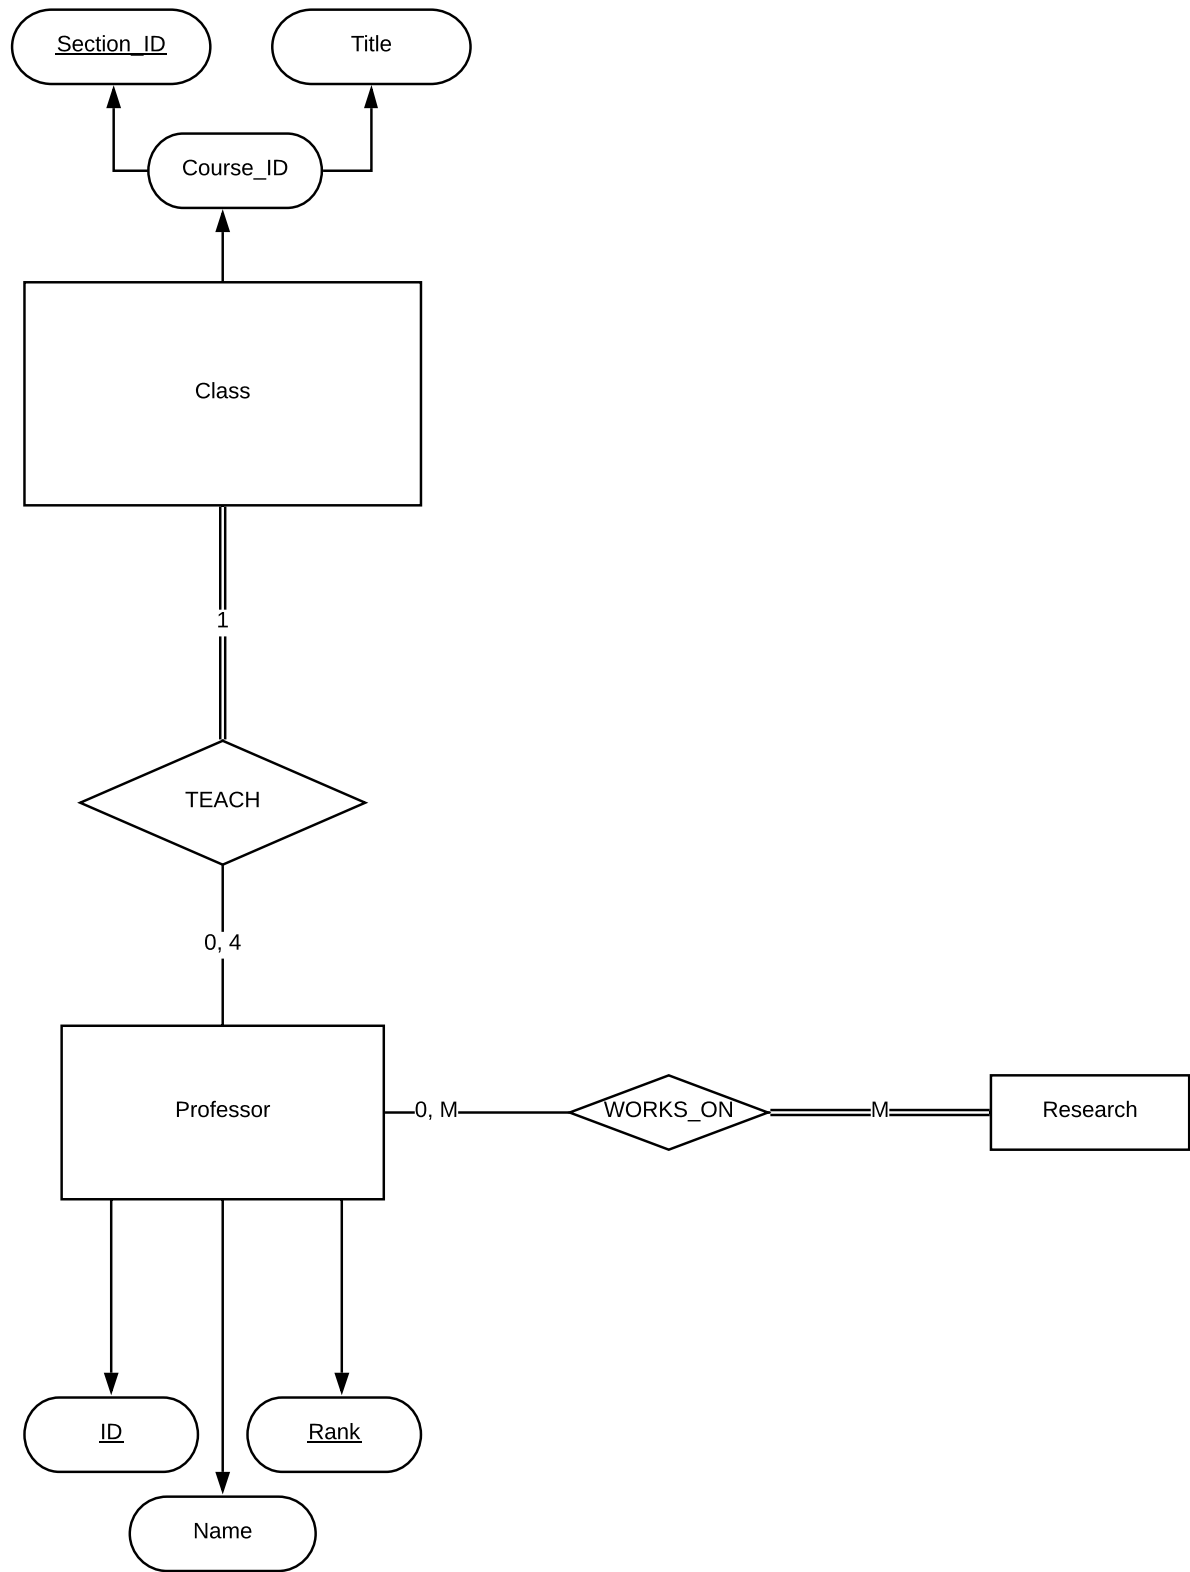 Section_ID
Title
Course_ID
Class
1
TEACH
0, 4
Professor
0, M
WORKS_ON
M
Research
ID
Rank
Name